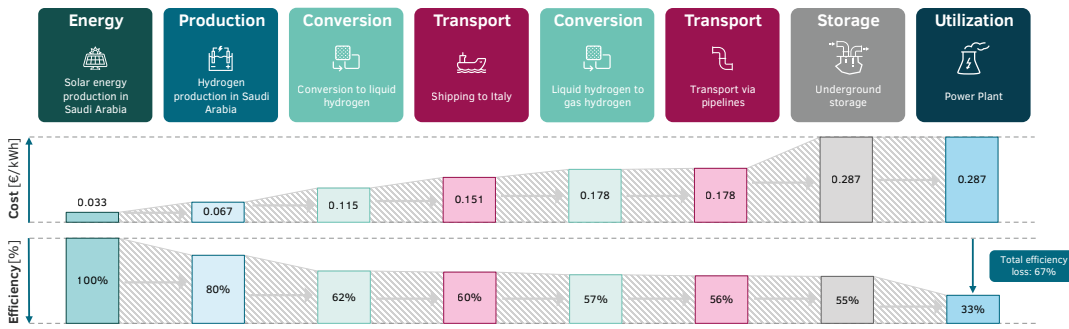 Energy
Solar energy
production in
Saudi Arabia
Production
Hydrogen
production in Saudi
Arabia
Conversion
Conversion to liquid
hydrogen
Transport
Shipping to Italy
Conversion
Liquid hydrogen to
gas hydrogen
Transport
Transport via
pipelines
Storage
Underground
storage
Utilization
Power Plant
Cost [€/kWh]
0.033
0.067
0.115
0.151
0.178
0.178
0.287
0.287
Efficiency [%]
100%
80%
62%
60%
57%
56%
55%
33%
Total efficiency
loss: 67%